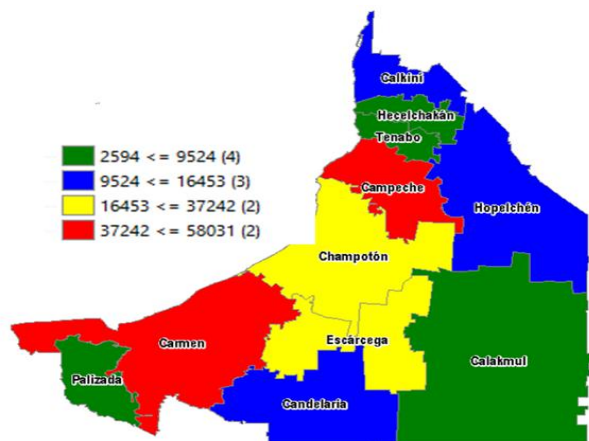 Calkiní
Hecelchakán
Tenabo
2594 <= 9524 (4)
9524 <= 16453 (3)
16453 <= 37242 (2)
37242 <= 58031 (2)
Campeche
Hopelchén
Champotón
Carmen
Escárcega
Calakmul
Palizada
Candelaria